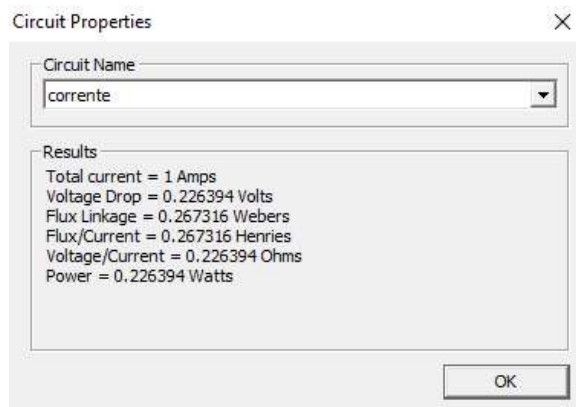 Circuit Properties
Circuit Name
corrente
Results
Total current = 1 Amps
Voltage Drop = 0.226394 Volts
Flux Linkage = 0.267316 Webers
Flux/Current = 0.267316 Henries
Voltage/Current = 0.226394 Ohms
Power = 0.226394 Watts
OK